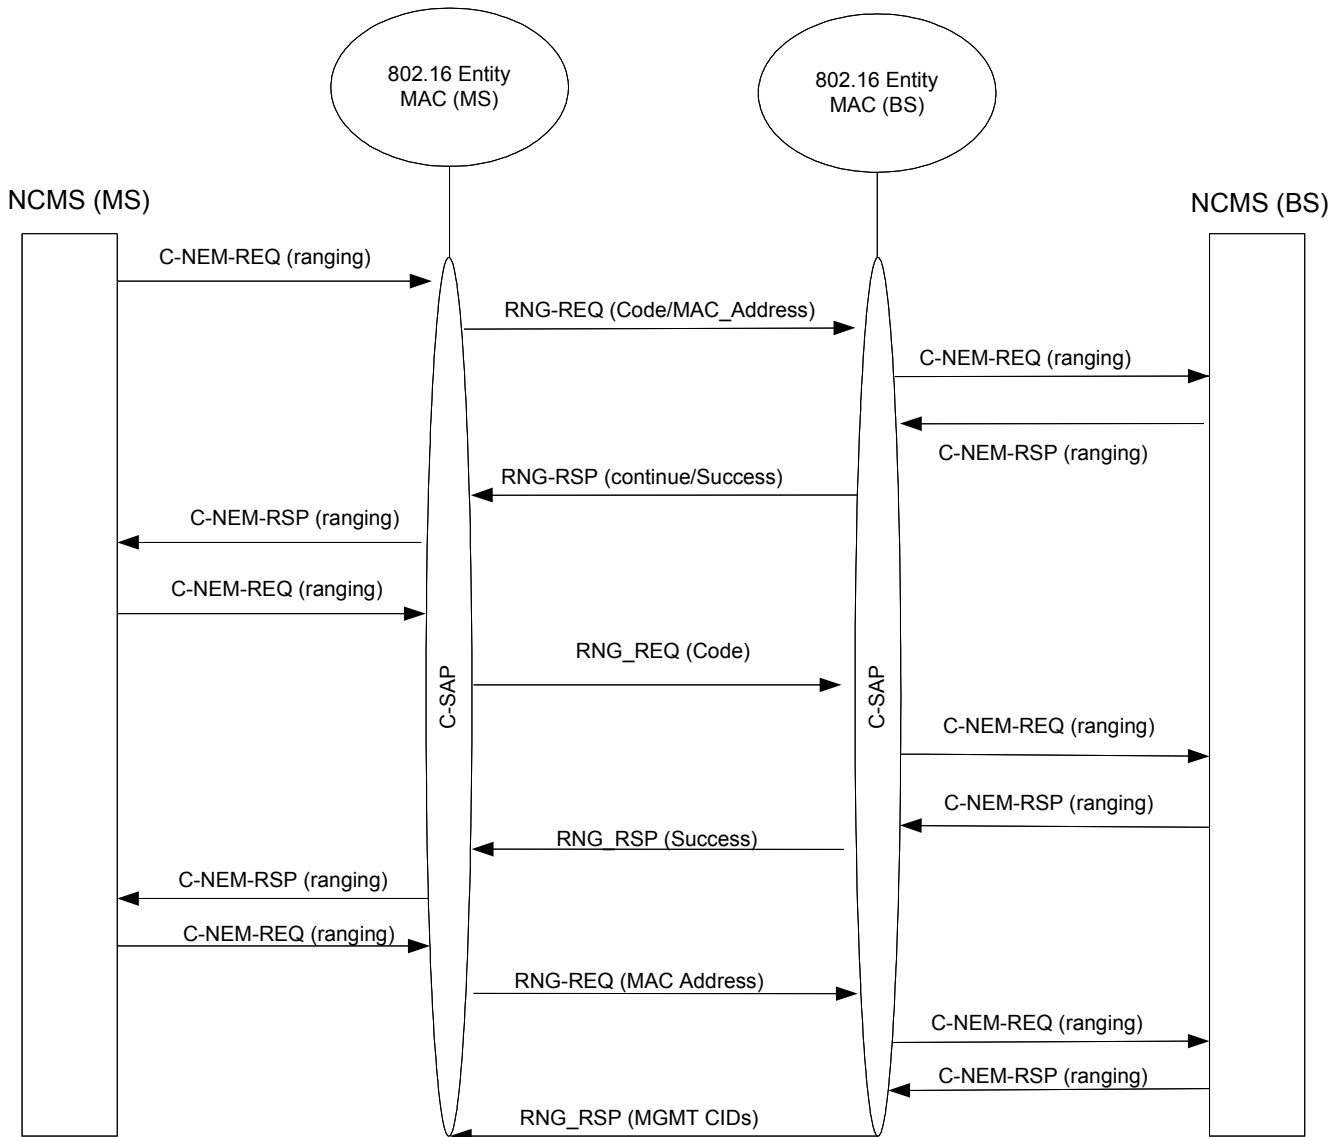 802.16 Entity
MAC (MS)
802.16 Entity
MAC (BS)
NCMS (MS)
NCMS (BS)
C-NEM-REQ (ranging)
RNG-REQ (Code/MAC_Address)
C-NEM-REQ (ranging)
C-NEM-RSP (ranging)
RNG-RSP (continue/Success)
C-NEM-RSP (ranging)
C-NEM-REQ (ranging)
RNG_REQ (Code)
C-SAP
C-SAP
C-NEM-REQ (ranging)
C-NEM-RSP (ranging)
RNG_RSP (Success)
C-NEM-RSP (ranging)
C-NEM-REQ (ranging)
RNG-REQ (MAC Address)
C-NEM-REQ (ranging)
C-NEM-RSP (ranging)
RNG_RSP (MGMT CIDs)